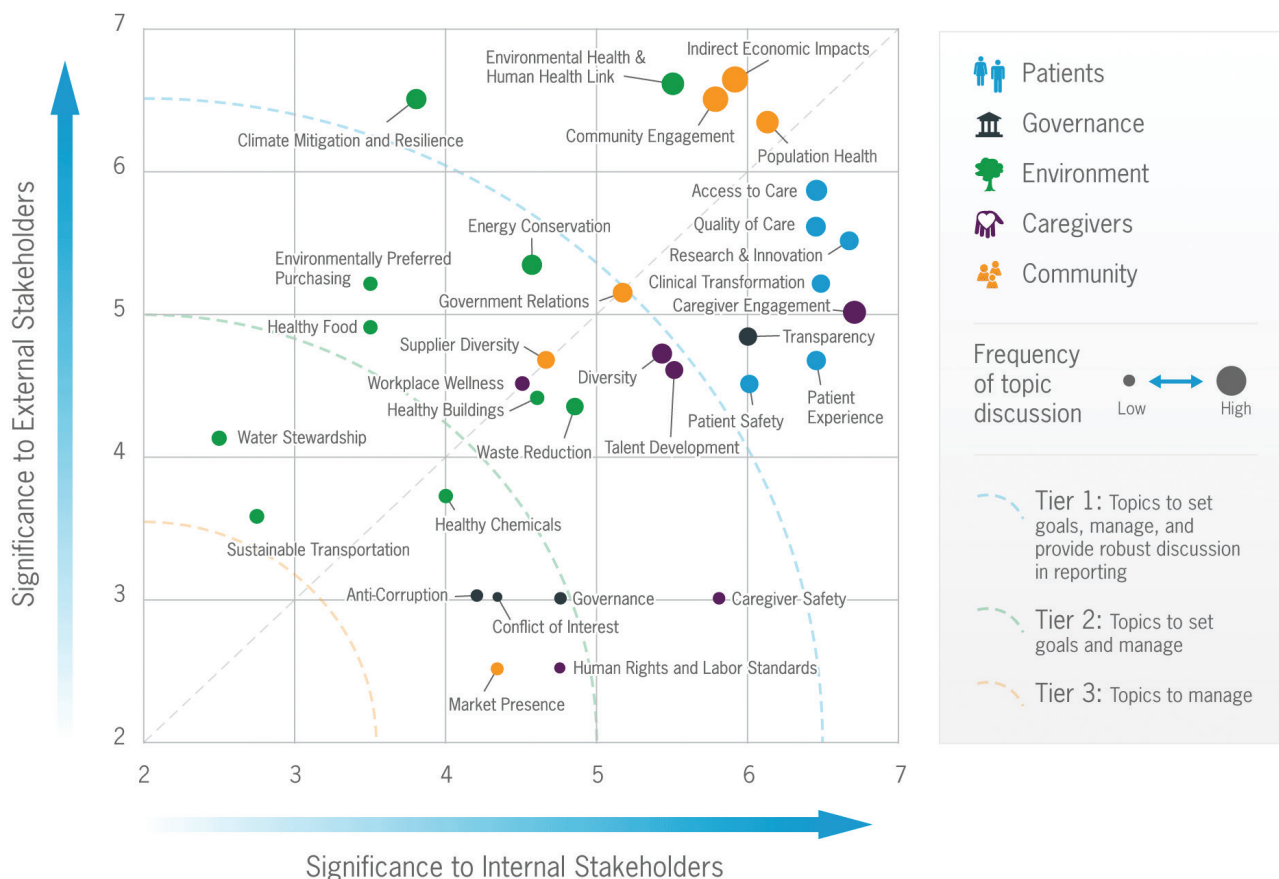 7
Indirect Economic Impacts
Environmental Health &
Human Health Link
Climate Mitigation and Resilience
Community Engagement
Population Health
6
Access to Care
Quality of Care
Energy Conservation
Research & Innovation
Environmentally Preferred
Purchasing
Clinical Transformation
Government Relations
Caregiver Engagement
5
Healthy Food
Transparency
Supplier Diversity
Workplace Wellness
Diversity
Healthy Buildings
Patient
Experience
Patient Safety
Waste Reduction
Talent Development
Water Stewardship
4
Healthy Chemicals
Sustainable Transportation
Anti-Corruption
Governance
Caregiver Safety
3
Conflict of Interest
Human Rights and Labor Standards
Market Presence
2
2
3
4
5
6
7
Significance to External Stakeholders
Significance to Internal Stakeholders
Patients
Governance
Environment
Caregivers
Community
Frequency
of topic
discussion
Low
High
Tier 1: Topics to set
goals, manage, and
provide robust discussion
in reporting
Tier 2: Topics to set
goals and manage
Tier 3: Topics to manage